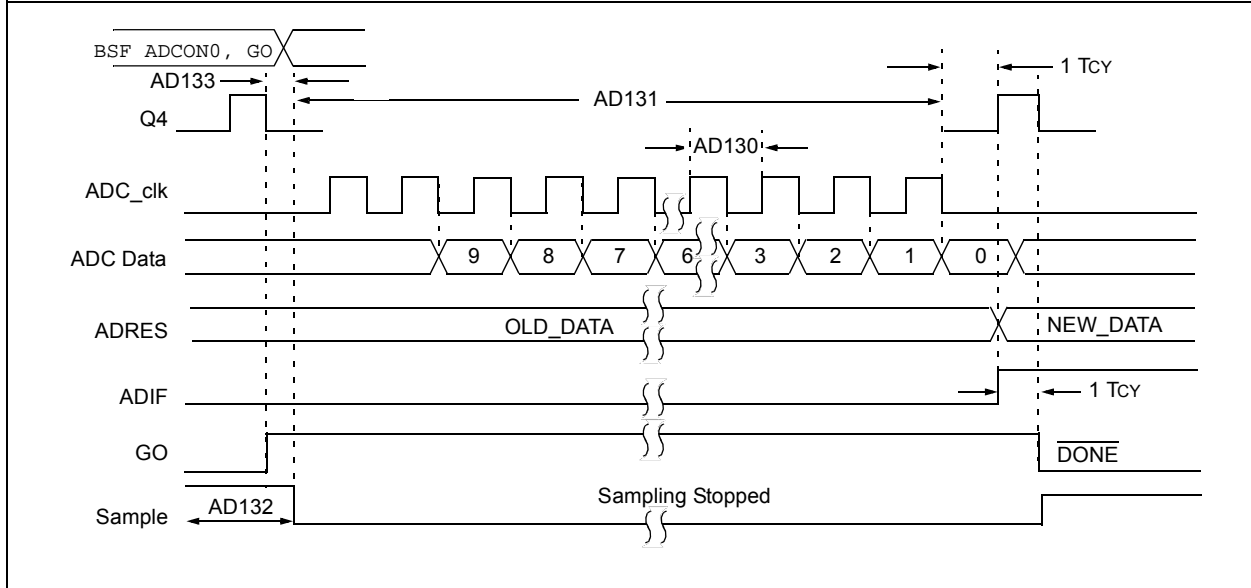 BSF ADCON0, GO
AD133
1 TCY
Q4
AD131
AD130
ADC_clk
ADC Data
9 8 7 6 3 2 1 0
ADRES
OLD_DATA
NEW_DATA
ADIF
1 TCY
GO
DONE
Sample
AD132
Sampling Stopped